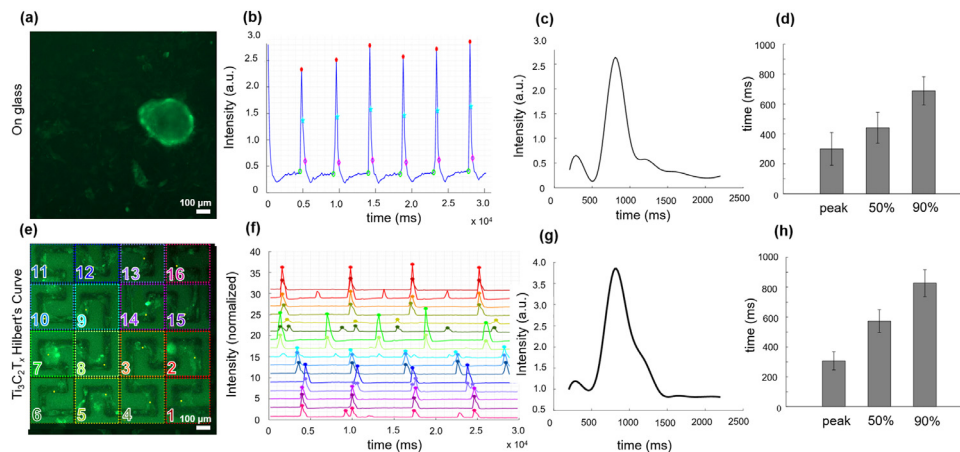 (a)
On glass
100 µm
(b)
Intensity (a.u.)
3.0
2.5
2.0
1.5
1.0
0.5
0.0
0.0 0.5 1.0 1.5 2.0 2.5 3.0
time (ms)
x 10⁴
(c)
Intensity (a.u.)
3.0
2.5
2.0
1.5
1.0
0.5
0.0
0 500 1000 1500 2000 2500
time (ms)
(d)
time (ms)
1000
800
600
400
200
0
peak 50% 90%
(e)
Ti₃C₂Tₓ Hilbert's Curve
11 12 13 16
10 9 14 15
7 8 3 2
6 5 4 1
100 µm
(f)
Intensity (normalized)
40
35
30
25
20
15
10
5
0
0.0 0.5 1.0 1.5 2.0 2.5 3.0
time (ms)
x 10⁴
(g)
Intensity (a.u.)
4.0
3.5
3.0
2.5
2.0
1.5
1.0
0.5
0 500 1000 1500 2000 2500
time (ms)
(h)
time (ms)
1000
800
600
400
200
0
peak 50% 90%